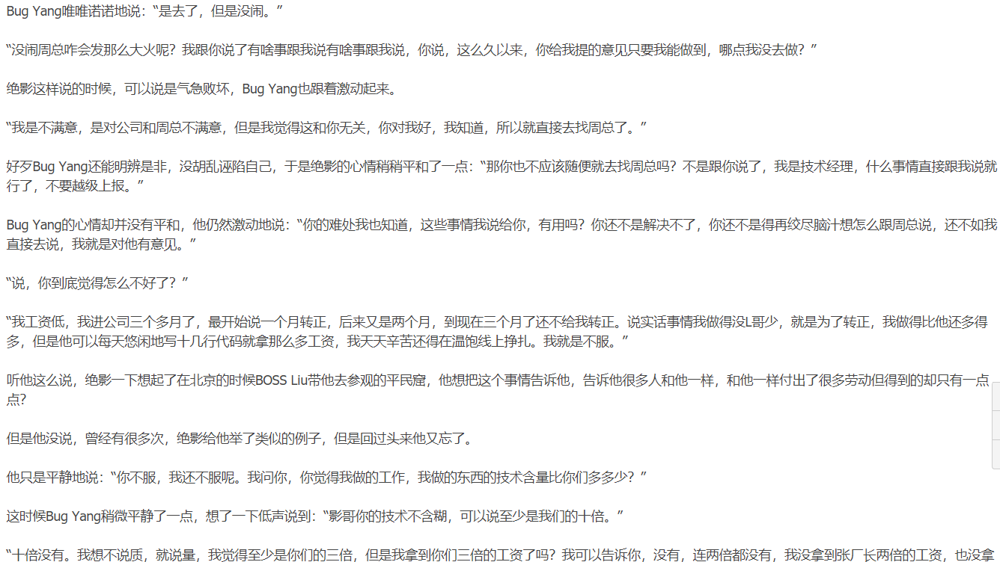 Bug Yang唯唯诺诺地说：“是去了，但是没闹。”
“没闹周总咋会发那么大火呢？我跟你说了有啥事跟我说有啥事跟我说，你说，这么久以来，你给我提的意见只要我能做到，哪点我没去做？”
绝影这样说的时候，可以说是气急败坏，Bug Yang也跟着激动起来。
“我是不满意，是对公司和周总不满意，但是我觉得这和你无关，你对我好，我知道，所以就直接去找周总了。”
好歹Bug Yang还能明辨是非，没胡乱诬陷自己，于是绝影的心情稍稍平和了一点：“那你也不应该随便就去找周总吗？不是跟你说了，我是技术经理，什么事情直接跟我说就
行了，不要越级上报。”
Bug Yang的心情却并没有平和，他仍然激动地说：“你的难处我也知道，这些事情我说给你，有用吗？你还不是解决不了，你还不是得再绞尽脑汁想怎么跟周总说，还不如我
直接去说，我就是对他有意见。”
“说，你到底觉得怎么不好了？”
“我工资低，我进公司三个多月了，最开始说一个月转正，后来又是两个月，到现在三个月了还不给我转正。说实话事情我做得没L哥少，就是为了转正，我做得比他还多得
多，但是他可以每天悠闲地写十几行代码就拿那么多工资，我天天辛苦还得在温饱线上挣扎。我就是不服。”
听他这么说，绝影一下想起了在北京的时候BOSS Liu带他去参观的平民窟，他想把这个事情告诉他，告诉他很多人和他一样，和他一样付出了很多劳动但得到的却只有一点
点？
但是他没说，曾经有很多次，绝影给他举了类似的例子，但是回过头来他又忘了。
他只是平静地说：“你不服，我还不服呢。我问你，你觉得我做的工作，我做的东西的技术含量比你们多多少？”
这时候Bug Yang稍微平静了一点，想了一下低声说到：“影哥你的技术不含糊，可以说至少是我们的十倍。”
“十倍没有。我想不说质，就说量，我觉得至少是你们的三倍，但是我拿到你们三倍的工资了吗？我可以告诉你，没有，连两倍都没有，我没拿到张厂长两倍的工资，也没拿